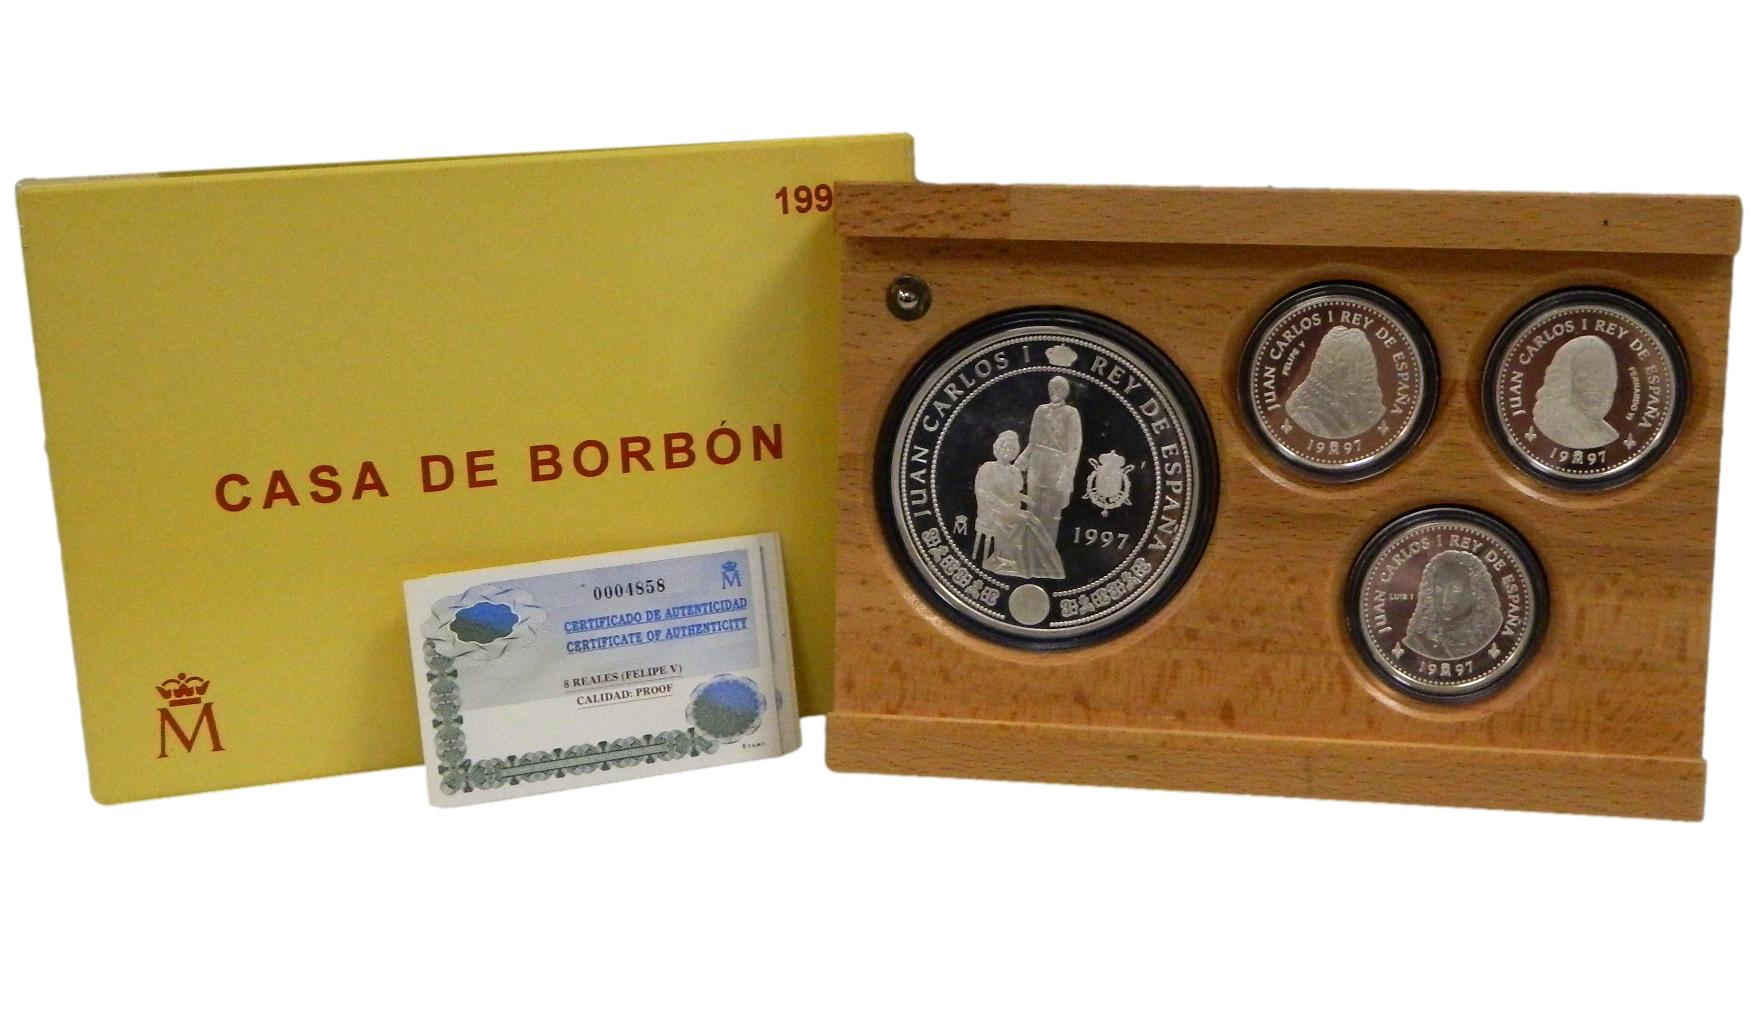 199
CASA DE BORBÓN
M
0004858
M
CERTIFICADO DE AUTENTICIDAD
CERTIFICATE OF AUTHENTICITY
8 REALES (FELIPE V)
CALIDAD: PROOF
JUAN CARLOS I REY DE ESPAÑA
M
1997
JUAN CARLOS I REY DE ESPAÑA
FELIPE V
19 M 97
JUAN CARLOS I REY DE ESPAÑA
FERNANDO VI
19 M 97
JUAN CARLOS I REY DE ESPAÑA
LUIS I
19 M 97